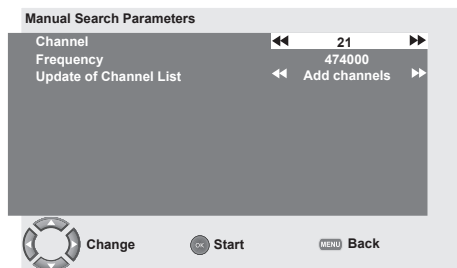 Manual Search Parameters
Channel 21
Frequency 474000
Update of Channel List Add channels
Change OK Start MENU Back